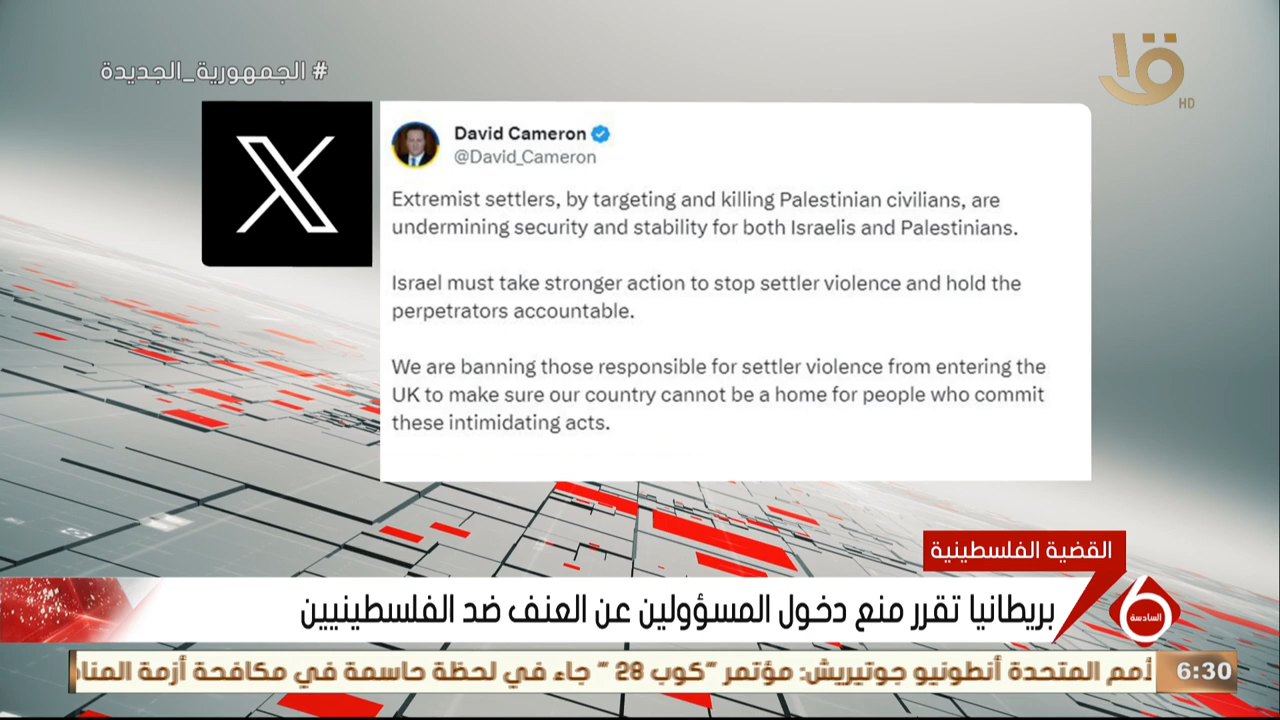 # الجمهورية_الجديدة
HD
David Cameron
@David_Cameron
Extremist settlers, by targeting and killing Palestinian civilians, are
undermining security and stability for both Israelis and Palestinians.
Israel must take stronger action to stop settler violence and hold the
perpetrators accountable.
We are banning those responsible for settler violence from entering the
UK to make sure our country cannot be a home for people who commit
these intimidating acts.
القضية الفلسطينية
بريطانيا تقرر منع دخول المسؤولين عن العنف ضد الفلسطينيين
السادسة
6:30
لأمم المتحدة أنطونيو جوتيريش: مؤتمر "كوب 28 " جاء في لحظة حاسمة في مكافحة أزمة المنا